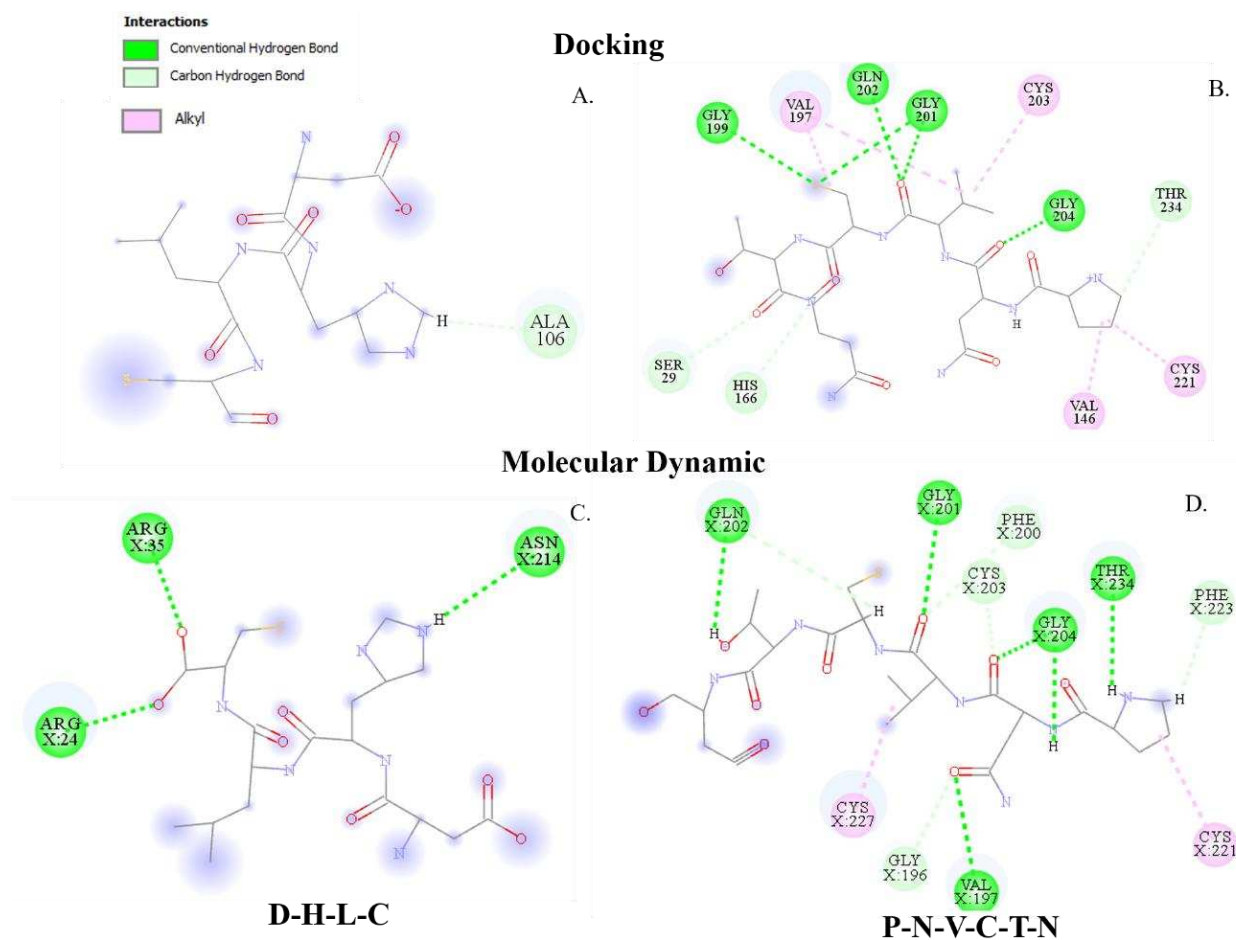 Interactions
Conventional Hydrogen Bond
Carbon Hydrogen Bond
Alkyl
Docking
A.
N
O
-O
O
O
N
N
N
H
N
O
N
S
O
ALA
106
B.
GLN
202
GLY
201
CYS
203
VAL
197
GLY
199
THR
234
GLY
204
S
O
O
O
+N
N
N
N
O
N
O
O
N
O
O
N
H
O
N
O
N
O
SER
29
HIS
166
VAL
146
CYS
221
Molecular Dynamic
C.
ARG
X:35
ASN
X:214
H
N
O
S
N
N
O
ARG
X:24
N
O
O
N
N
O
O
O
N
D-H-L-C
D.
GLN
X:202
GLY
X:201
PHE
X:200
CYS
X:203
THR
X:234
PHE
X:223
GLY
X:204
S
H
H
O
N
O
N
O
O
N
O
H
N
H
N
O
N
H
O
N
O
O
N
CYS
X:227
GLY
X:196
VAL
X:197
CYS
X:221
P-N-V-C-T-N